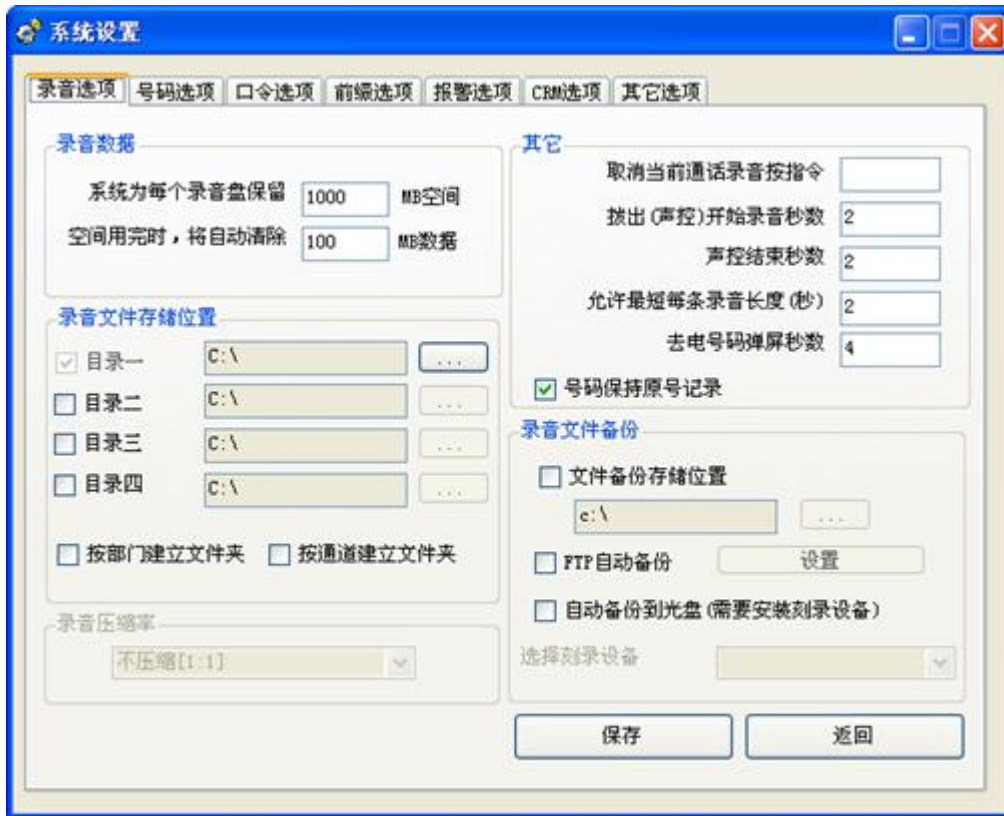 系统设置
录音选项 号码选项 口令选项 前缀选项 报警选项 CRM选项 其它选项
录音数据
系统为每个录音盘保留 1000 MB空间
空间用完时，将自动清除 100 MB数据
录音文件存储位置
目录一 C:\ ...
目录二 C:\ ...
目录三 C:\ ...
目录四 C:\ ...
按部门建立文件夹 按通道建立文件夹
录音压缩率
不压缩[1:1]
其它
取消当前通话录音按指令
拨出(声控)开始录音秒数 2
声控结束秒数 2
允许最短每条录音长度(秒) 2
去电号码弹屏秒数 4
号码保持原号记录
录音文件备份
文件备份存储位置
e:\ ...
FTP自动备份 设置
自动备份到光盘(需要安装刻录设备)
选择刻录设备
保存 返回